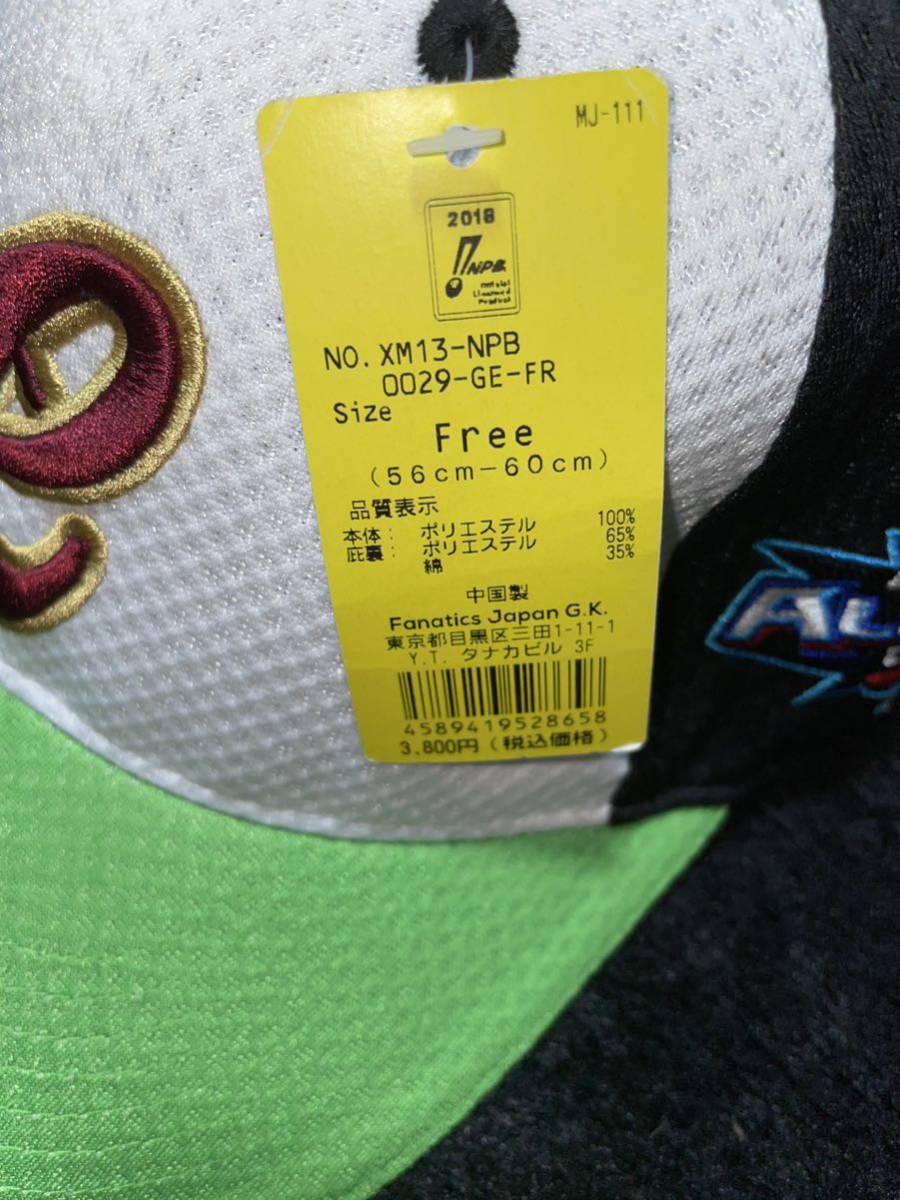 MJ-111
2018
NPB
Official
Licensed
Product
NO. XM13-NPB
0029-GE-FR
Size
Free
(56cm-60cm)
品質表示
本体: ポリエステル 100%
庇裏: ポリエステル 65%
綿 35%
中国製
Fanatics Japan G.K.
東京都目黒区三田1-11-1
Y.T. タナカビル 3F
4589419528658
3,800円(税込価格)